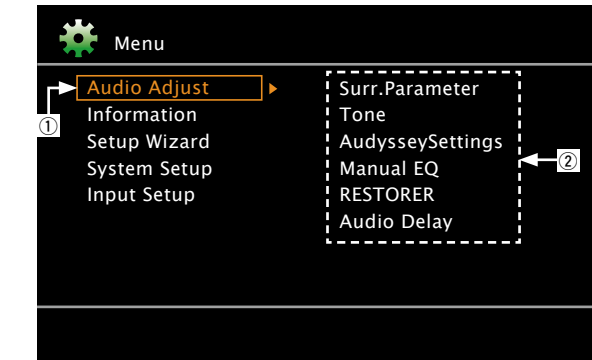 Menu
① Audio Adjust
Information
Setup Wizard
System Setup
Input Setup
Surr.Parameter
Tone
AudysseySettings
②
Manual EQ
RESTORER
Audio Delay